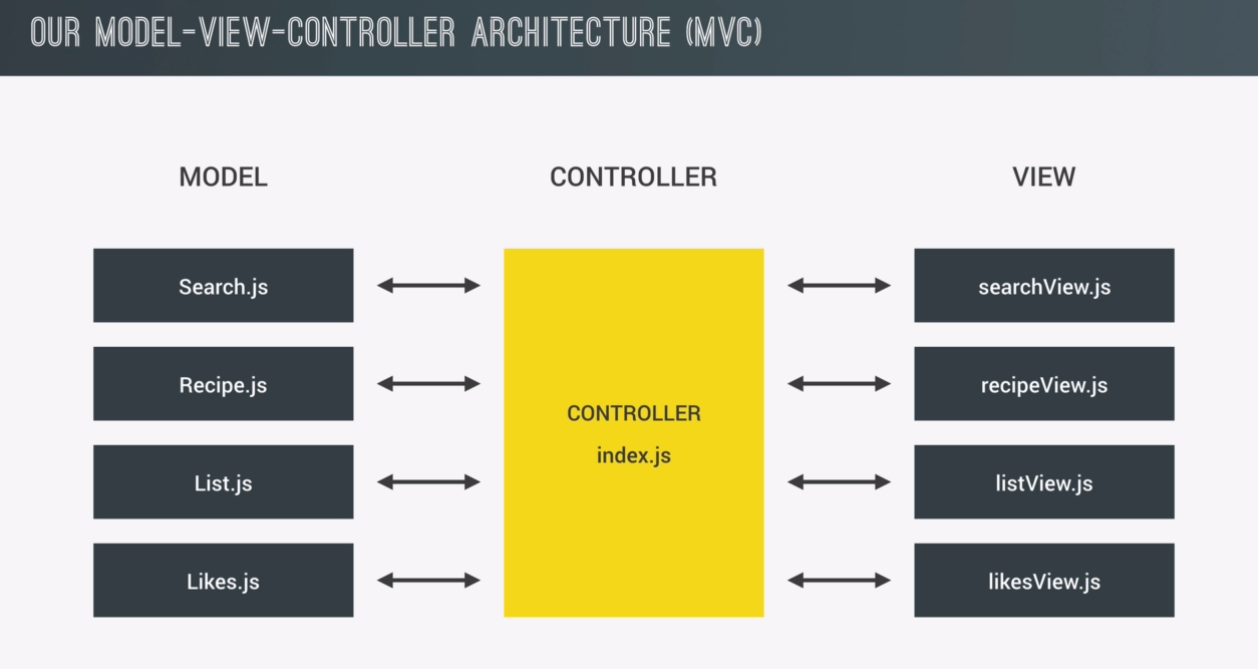 OUR MODEL-VIEW-CONTROLLER ARCHITECTURE (MVC)
MODEL
CONTROLLER
VIEW
Search.js
searchView.js
Recipe.js
recipeView.js
CONTROLLER
index.js
List.js
listView.js
Likes.js
likesView.js